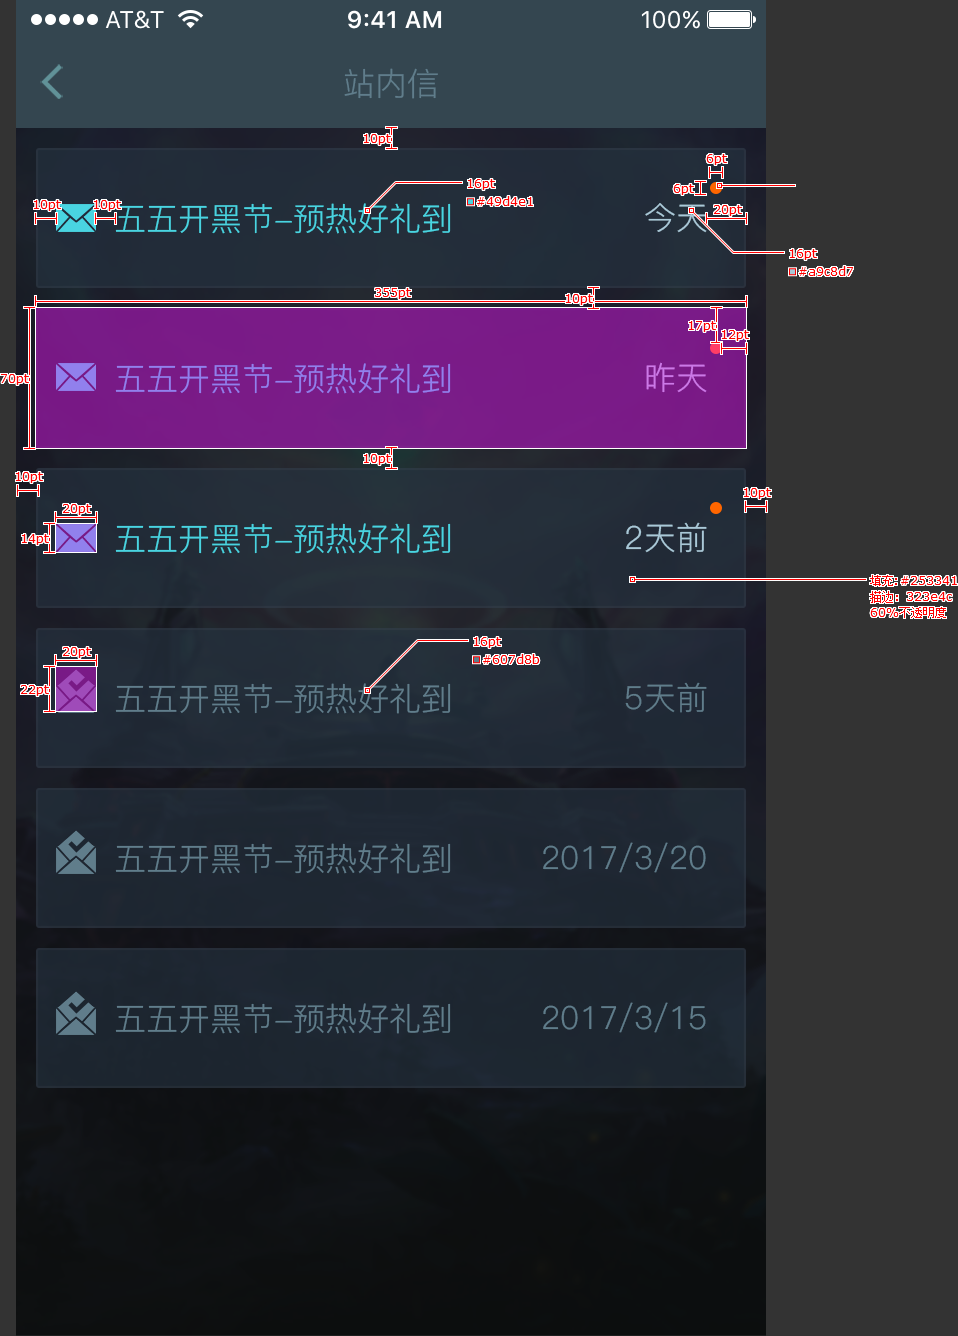 AT&T 9:41 AM 100%
站内信
10pt
6pt
16pt
6pt
#49d4e1
10pt 10pt
五五开黑节-预热好礼到 今天
20pt
16pt
#a9c8d7
355pt
10pt
17pt
12pt
70pt
五五开黑节-预热好礼到 昨天
10pt
10pt
10pt
20pt
14pt
五五开黑节-预热好礼到 2天前
填充: #253341
描边: 323e4c
60%不透明度
16pt
20pt
#607d8b
22pt
五五开黑节-预热好礼到 5天前
五五开黑节-预热好礼到 2017/3/20
五五开黑节-预热好礼到 2017/3/15